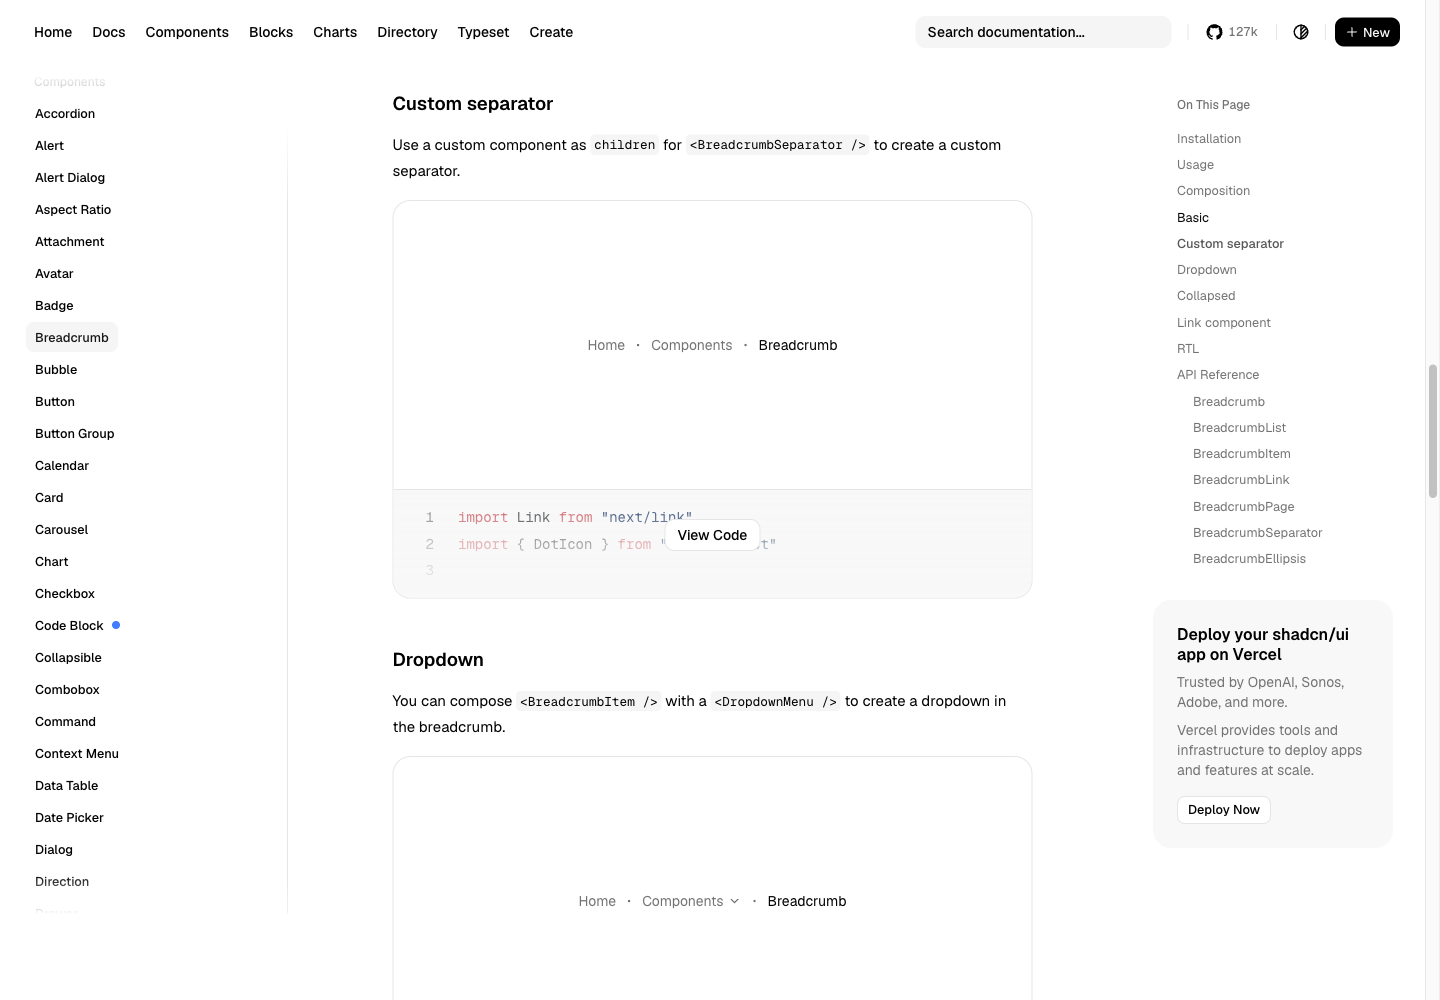 Home Docs Components Blocks Charts Directory Typeset Create
Search documentation...
127k
New
Components
Accordion
Alert
Alert Dialog
Aspect Ratio
Attachment
Avatar
Badge
Breadcrumb
Bubble
Button
Button Group
Calendar
Card
Carousel
Chart
Checkbox
Code Block
Collapsible
Combobox
Command
Context Menu
Data Table
Date Picker
Dialog
Direction
Custom separator
Use a custom component as children for <BreadcrumbSeparator /> to create a custom
separator.
Home · Components · Breadcrumb
1 import Link from "next/link"
2 import { DotIcon } from "
3
View Code
Dropdown
You can compose <BreadcrumbItem /> with a <DropdownMenu /> to create a dropdown in
the breadcrumb.
Home · Components · Breadcrumb
On This Page
Installation
Usage
Composition
Basic
Custom separator
Dropdown
Collapsed
Link component
RTL
API Reference
Breadcrumb
BreadcrumbList
BreadcrumbItem
BreadcrumbLink
BreadcrumbPage
BreadcrumbSeparator
BreadcrumbEllipsis
Deploy your shadcn/ui
app on Vercel
Trusted by OpenAI, Sonos,
Adobe, and more.
Vercel provides tools and
infrastructure to deploy apps
and features at scale.
Deploy Now